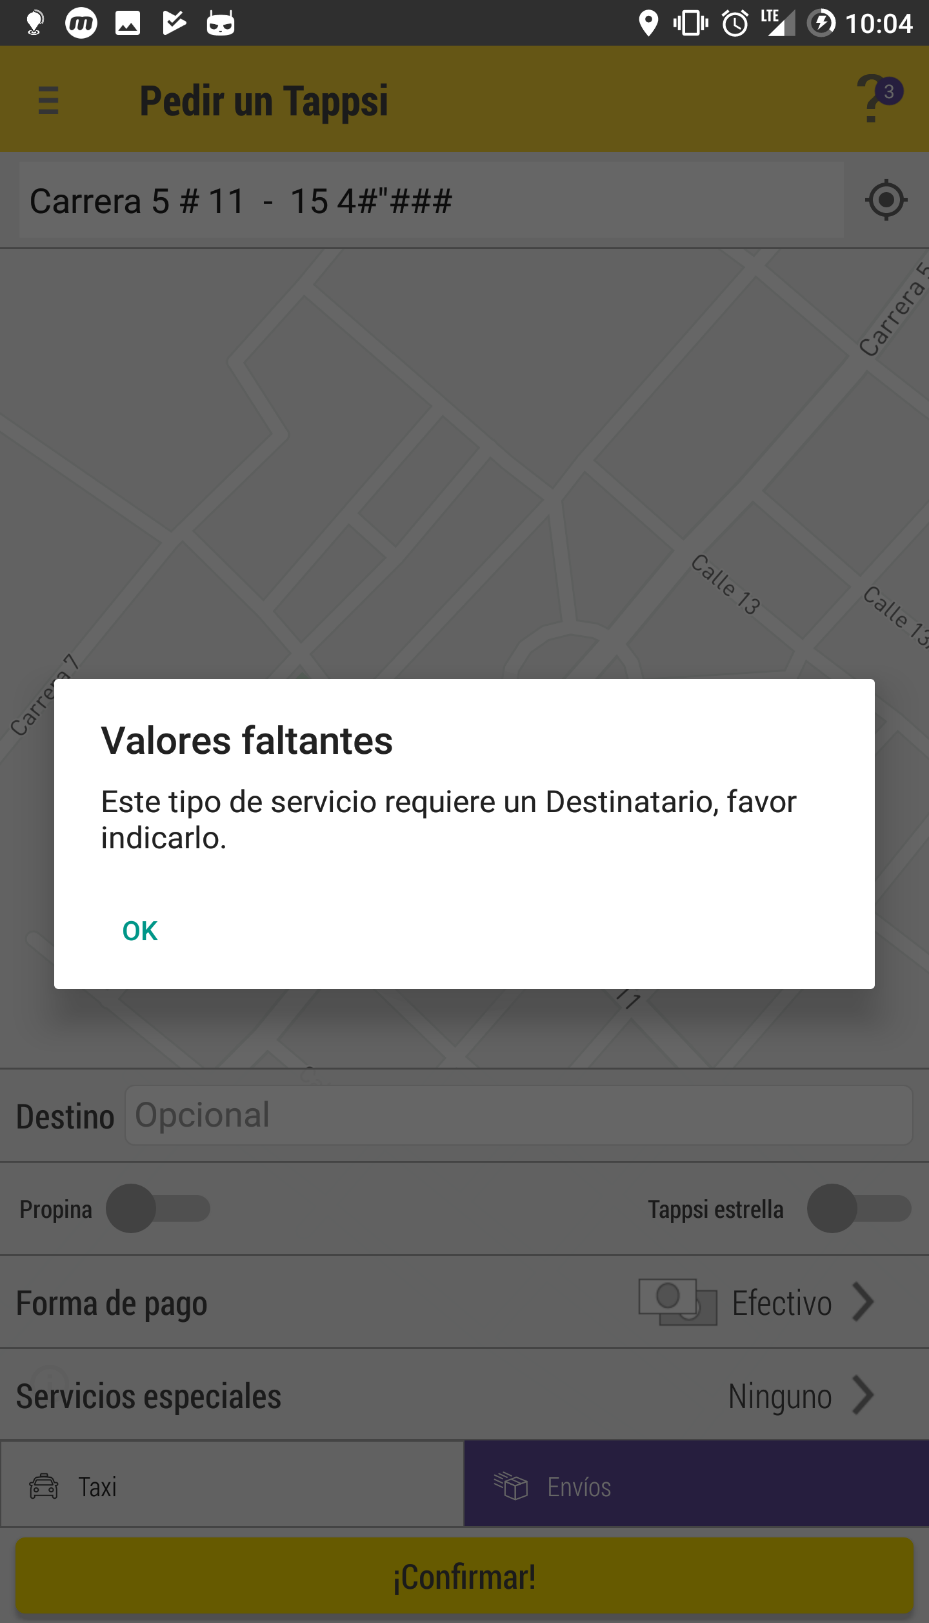 LTE 10:04
Pedir un Tappsi
3
Carrera 5 # 11 - 15 4#"###
Carrera 5
Calle 13
Calle 13
Carrera 7
Valores faltantes
Este tipo de servicio requiere un Destinatario, favor
indicarlo.
OK
11
Destino Opcional
Propina Tappsi estrella
Forma de pago Efectivo
Servicios especiales Ninguno
Taxi Envíos
¡Confirmar!